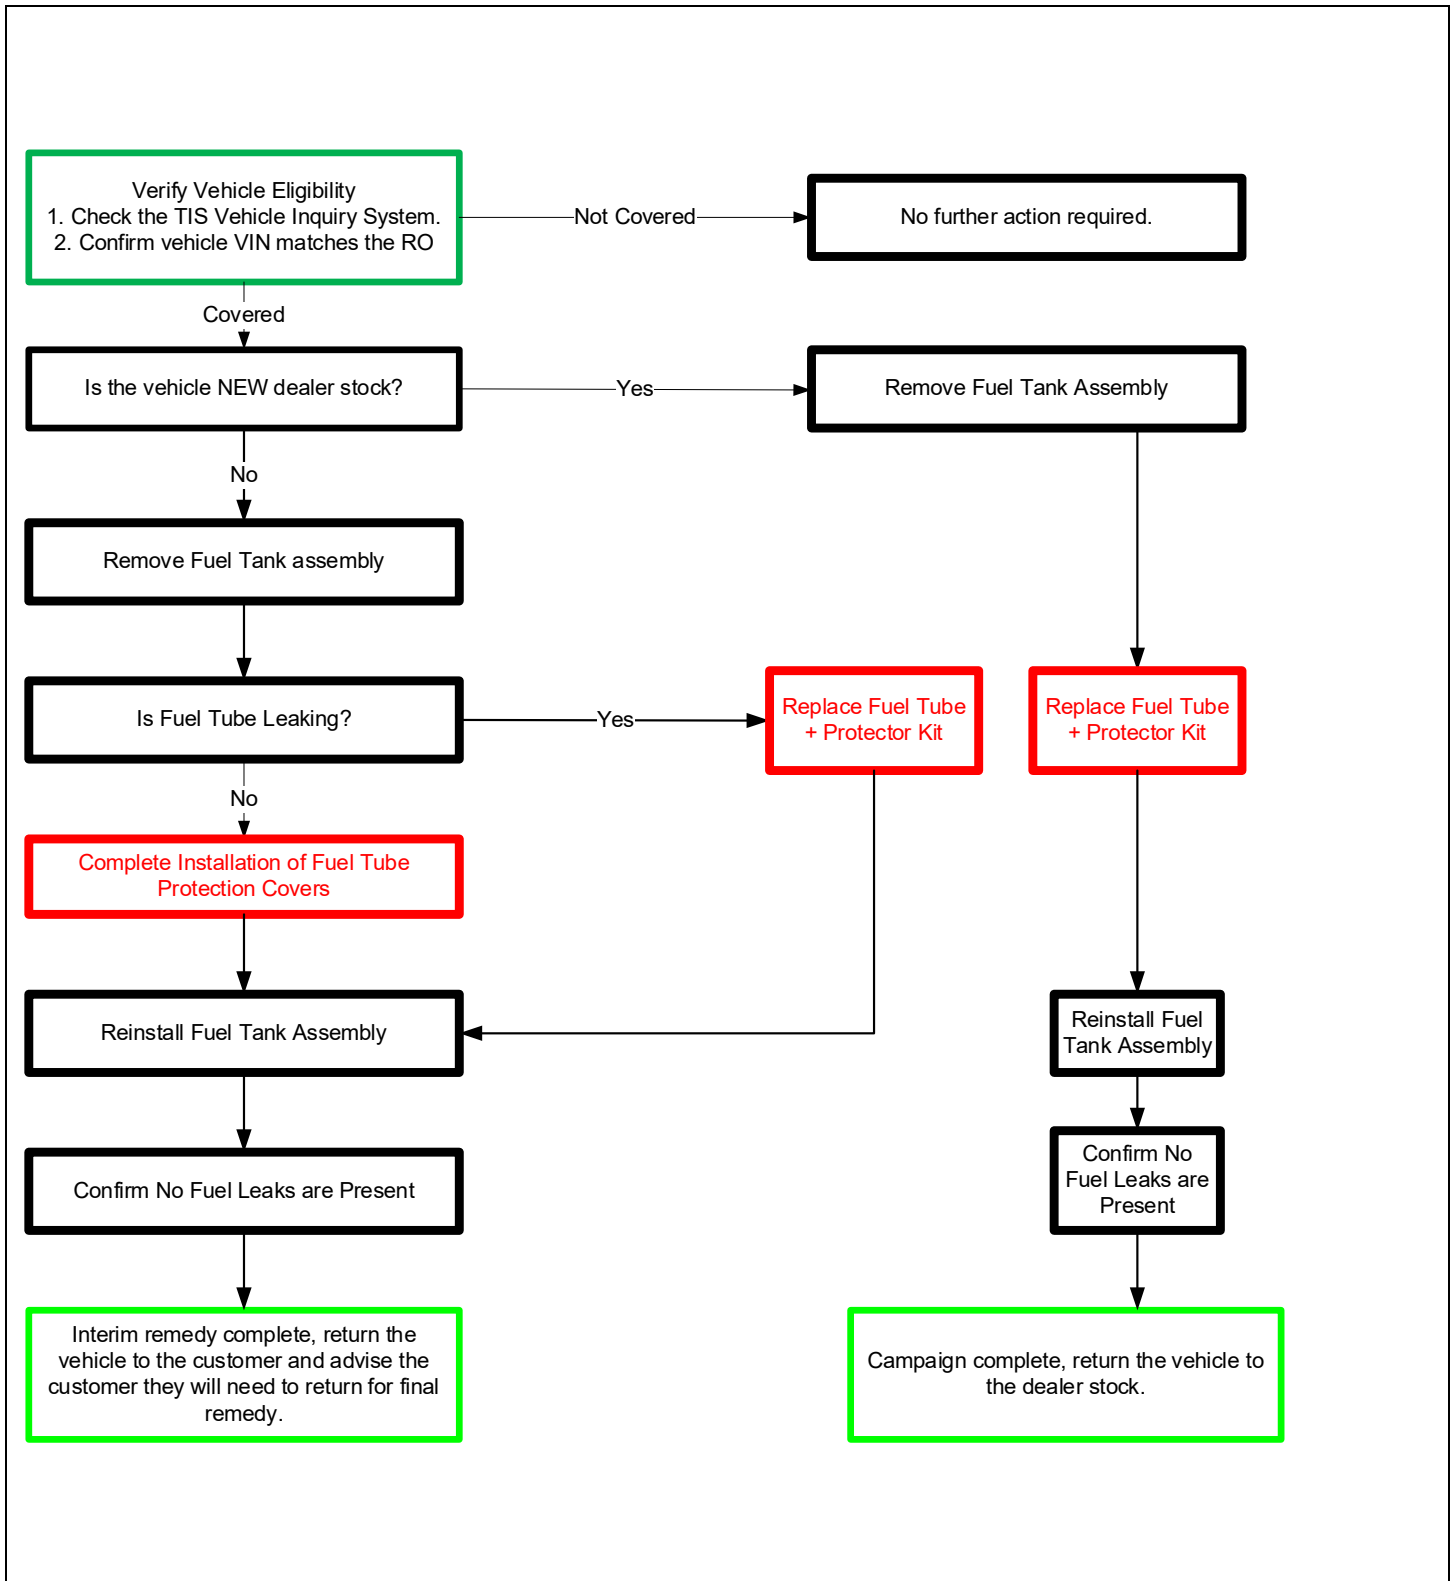 Verify Vehicle Eligibility
1. Check the TIS Vehicle Inquiry System.
2. Confirm vehicle VIN matches the RO
Not Covered
No further action required.
Covered
Is the vehicle NEW dealer stock?
Yes
Remove Fuel Tank Assembly
No
Remove Fuel Tank assembly
Is Fuel Tube Leaking?
Yes
Replace Fuel Tube
+ Protector Kit
Replace Fuel Tube
+ Protector Kit
No
Complete Installation of Fuel Tube
Protection Covers
Reinstall Fuel Tank Assembly
Reinstall Fuel
Tank Assembly
Confirm No Fuel Leaks are Present
Confirm No
Fuel Leaks are
Present
Interim remedy complete, return the
vehicle to the customer and advise the
customer they will need to return for final
remedy.
Campaign complete, return the vehicle to
the dealer stock.